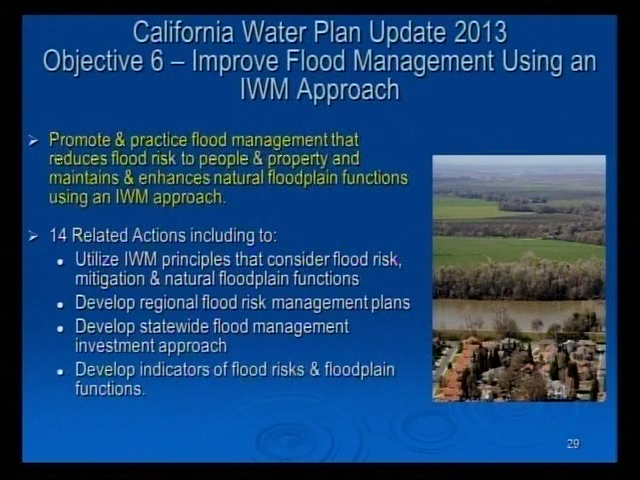 California Water Plan Update 2013
Objective 6 – Improve Flood Management Using an
IWM Approach
Promote & practice flood management that
reduces flood risk to people & property and
maintains & enhances natural floodplain functions
using an IWM approach.
14 Related Actions including to:
Utilize IWM principles that consider flood risk,
mitigation & natural floodplain functions
Develop regional flood risk management plans
Develop statewide flood management
investment approach
Develop indicators of flood risks & floodplain
functions.
29